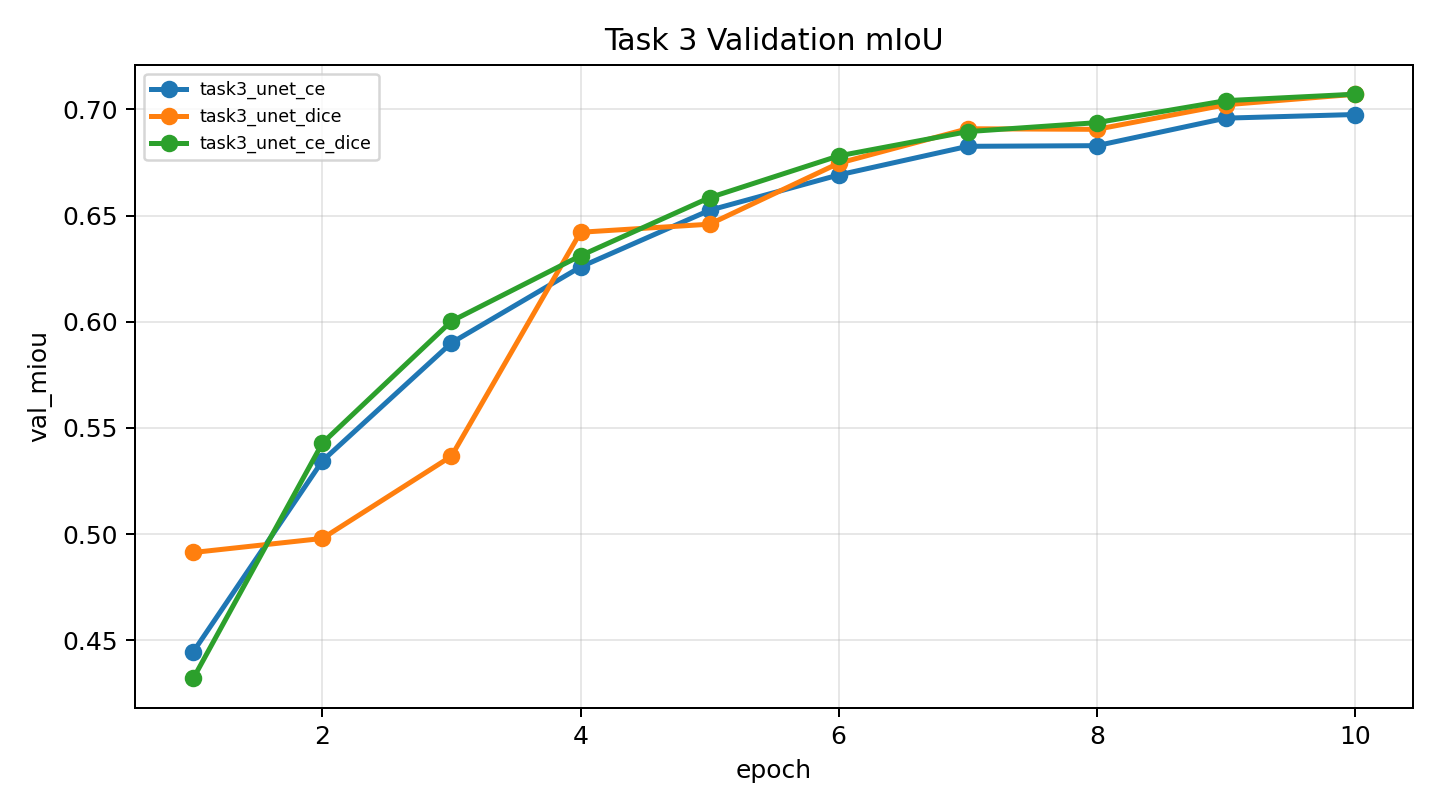 Task 3 Validation mIoU
task3_unet_ce
task3_unet_dice
task3_unet_ce_dice
val_miou
0.70
0.65
0.60
0.55
0.50
0.45
2 4 6 8 10
epoch